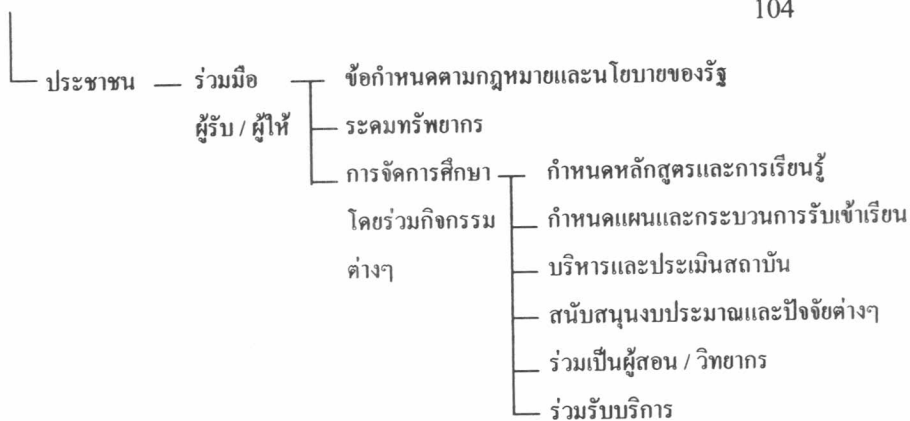 104
ประชาชน — ร่วมมือ — ข้อกำหนดตามกฎหมายและนโยบายของรัฐ
ผู้รับ / ผู้ให้ — ระดมทรัพยากร
การจัดการศึกษา — กำหนดหลักสูตรและการเรียนรู้
โดยร่วมกิจกรรม — กำหนดแผนและกระบวนการรับเข้าเรียน
ต่างๆ — บริหารและประเมินสถาบัน
สนับสนุนงบประมาณและปัจจัยต่างๆ
ร่วมเป็นผู้สอน / วิทยากร
ร่วมรับบริการ